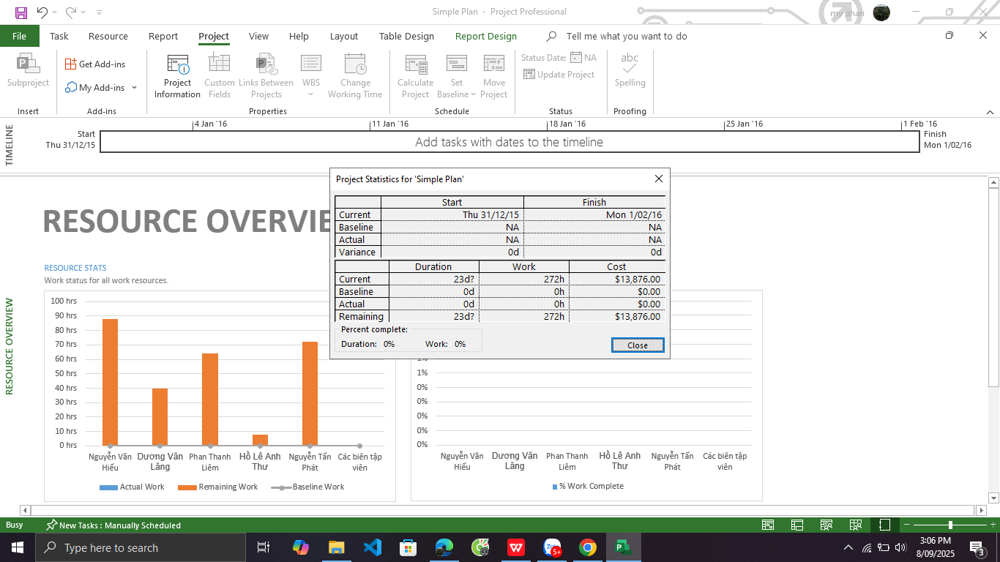 Simple Plan - Project Professional
my phan
File Task Resource Report Project View Help Layout Table Design Report Design Tell me what you want to do
Subproject
Get Add-ins
My Add-ins
Project Information
Custom Fields
Links Between Projects
WBS
Change Working Time
Calculate Project
Set Baseline
Move Project
Status Date: NA
Update Project
abc
Spelling
Insert Add-ins Properties Schedule Status Proofing
TIMELINE
4 Jan '16 11 Jan '16 18 Jan '16 25 Jan '16 1 Feb '16
Start
Thu 31/12/15
Add tasks with dates to the timeline
Finish
Mon 1/02/16
Project Statistics for 'Simple Plan'
Start Finish
Current Thu 31/12/15 Mon 1/02/16
Baseline NA NA
Actual NA NA
Variance 0d 0d
Duration Work Cost
Current 23d? 272h $13,876.00
Baseline 0d 0h $0.00
Actual 0d 0h $0.00
Remaining 23d? 272h $13,876.00
Percent complete:
Duration: 0% Work: 0%
Close
RESOURCE OVERVIEW
RESOURCE OVERVIE
RESOURCE STATS
Work status for all work resources.
100 hrs
90 hrs
80 hrs
70 hrs
60 hrs
50 hrs
40 hrs
30 hrs
20 hrs
10 hrs
0 hrs
Nguyễn Văn Hiếu
Dương Văn Lăng
Phan Thanh Liêm
Hồ Lê Anh Thư
Nguyễn Tấn Phát
Các biên tập viên
Actual Work Remaining Work Baseline Work
1%
1%
0%
0%
0%
0%
0%
Nguyễn Văn Hiếu
Dương Văn Lăng
Phan Thanh Liêm
Hồ Lê Anh Thư
Nguyễn Tấn Phát
Các biên tập viên
% Work Complete
Busy New Tasks : Manually Scheduled
Type here to search
5+
3:06 PM
8/09/2025
3